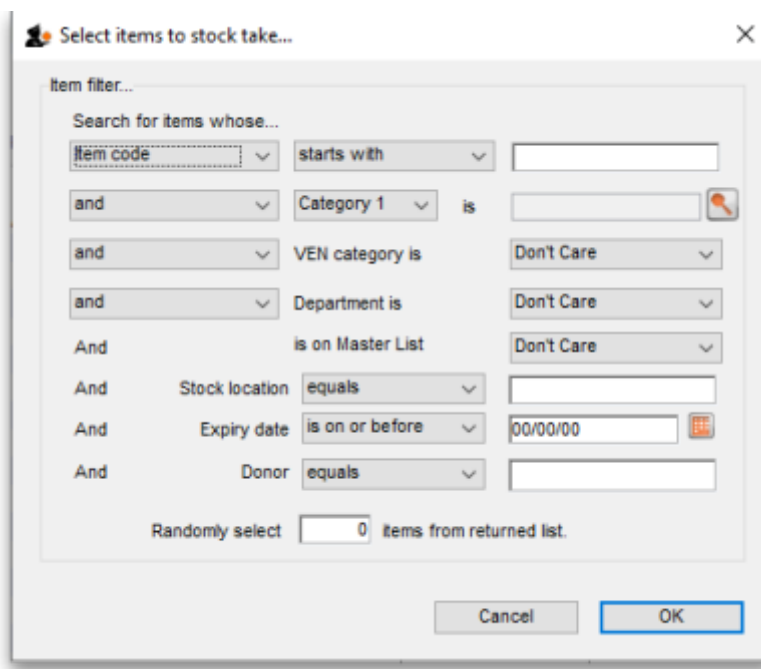 Select items to stock take...
Item filter...
Search for items whose...
Item code starts with
and Category 1 is
and VEN category is Don't Care
and Department is Don't Care
And is on Master List Don't Care
And Stock location equals
And Expiry date is on or before 00/00/00
And Donor equals
Randomly select 0 items from returned list.
Cancel OK